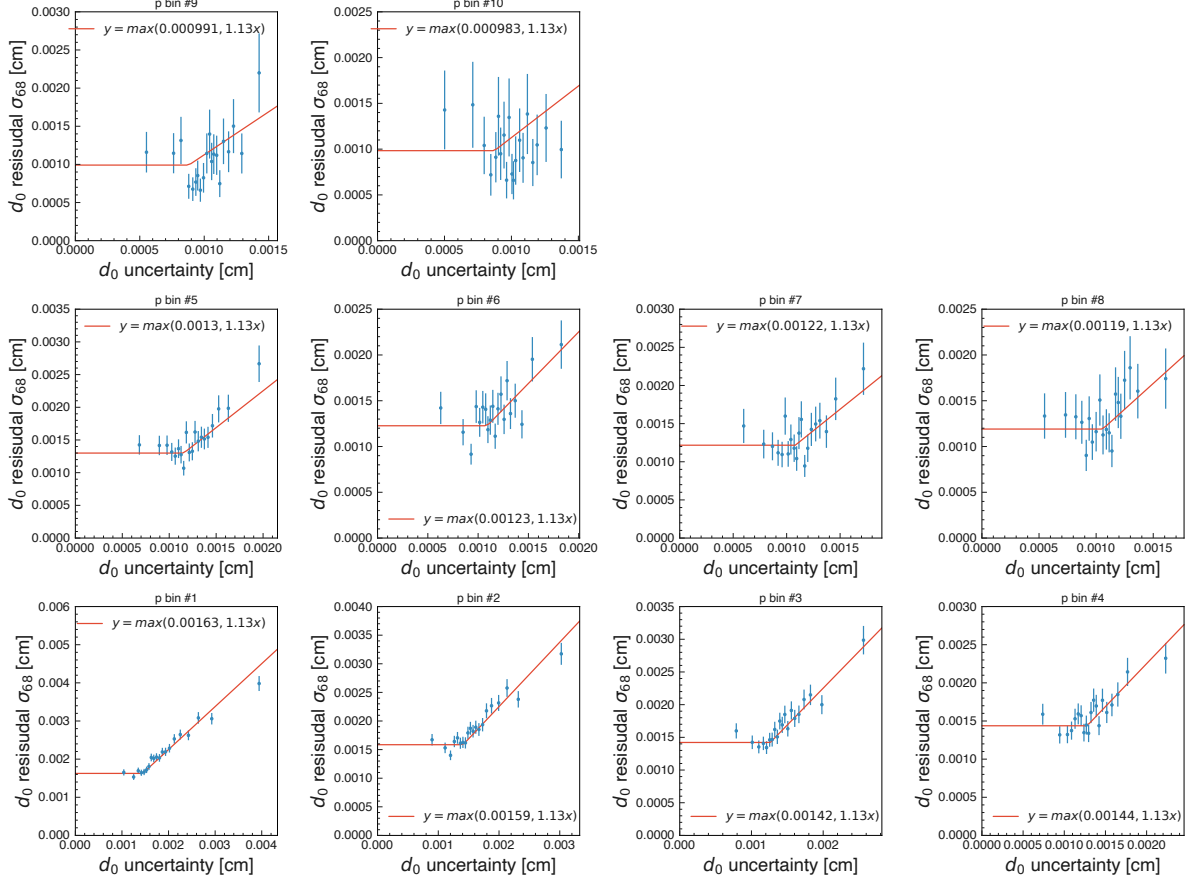 p bin #9
y = max(0.000991, 1.13x)
0.0030
0.0025
0.0020
0.0015
0.0010
0.0005
0.0000
d0 resisudal σ68 [cm]
0.0000 0.0005 0.0010 0.0015
d0 uncertainty [cm]
p bin #10
y = max(0.000983, 1.13x)
0.0025
0.0020
0.0015
0.0010
0.0005
0.0000
d0 resisudal σ68 [cm]
0.0000 0.0005 0.0010 0.0015
d0 uncertainty [cm]
p bin #5
y = max(0.0013, 1.13x)
0.0035
0.0030
0.0025
0.0020
0.0015
0.0010
0.0005
0.0000
d0 resisudal σ68 [cm]
0.0000 0.0005 0.0010 0.0015 0.0020
d0 uncertainty [cm]
p bin #6
0.0025
0.0020
0.0015
0.0010
0.0005
0.0000
y = max(0.00123, 1.13x)
d0 resisudal σ68 [cm]
0.0000 0.0005 0.0010 0.0015 0.0020
d0 uncertainty [cm]
p bin #7
y = max(0.00122, 1.13x)
0.0030
0.0025
0.0020
0.0015
0.0010
0.0005
0.0000
d0 resisudal σ68 [cm]
0.0000 0.0005 0.0010 0.0015
d0 uncertainty [cm]
p bin #8
y = max(0.00119, 1.13x)
0.0025
0.0020
0.0015
0.0010
0.0005
0.0000
d0 resisudal σ68 [cm]
0.0000 0.0005 0.0010 0.0015
d0 uncertainty [cm]
p bin #1
y = max(0.00163, 1.13x)
0.006
0.005
0.004
0.003
0.002
0.001
0.000
d0 resisudal σ68 [cm]
0.000 0.001 0.002 0.003 0.004
d0 uncertainty [cm]
p bin #2
0.0040
0.0035
0.0030
0.0025
0.0020
0.0015
0.0010
0.0005
0.0000
y = max(0.00159, 1.13x)
d0 resisudal σ68 [cm]
0.000 0.001 0.002 0.003
d0 uncertainty [cm]
p bin #3
0.0035
0.0030
0.0025
0.0020
0.0015
0.0010
0.0005
0.0000
y = max(0.00142, 1.13x)
d0 resisudal σ68 [cm]
0.000 0.001 0.002
d0 uncertainty [cm]
p bin #4
0.0030
0.0025
0.0020
0.0015
0.0010
0.0005
0.0000
y = max(0.00144, 1.13x)
d0 resisudal σ68 [cm]
0.0000 0.0005 0.0010 0.0015 0.0020
d0 uncertainty [cm]